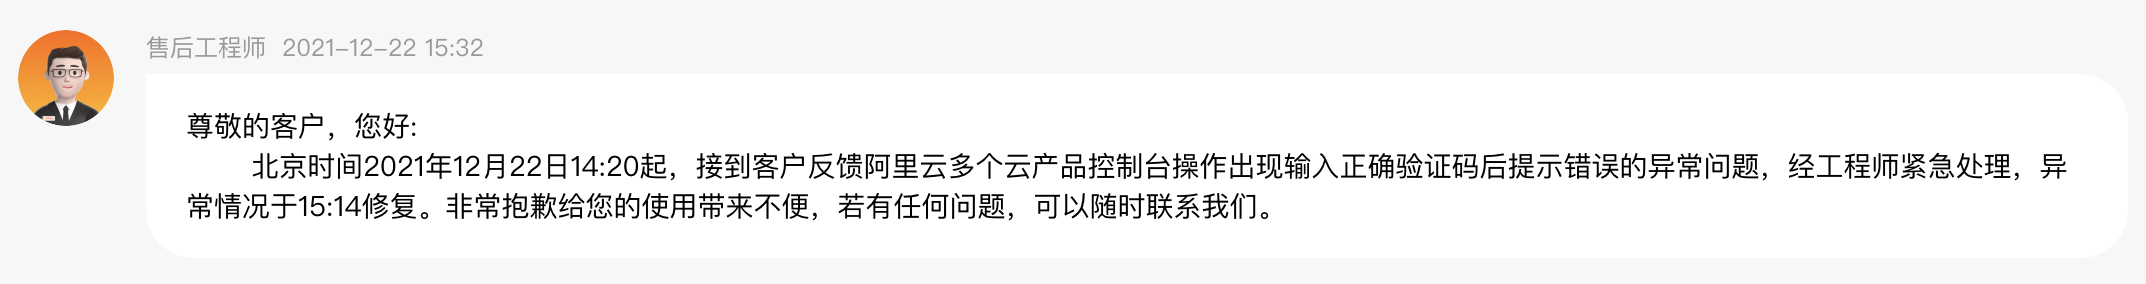 售后工程师 2021-12-22 15:32
尊敬的客户，您好:
北京时间2021年12月22日14:20起，接到客户反馈阿里云多个云产品控制台操作出现输入正确验证码后提示错误的异常问题，经工程师紧急处理，异
常情况于15:14修复。非常抱歉给您的使用带来不便，若有任何问题，可以随时联系我们。